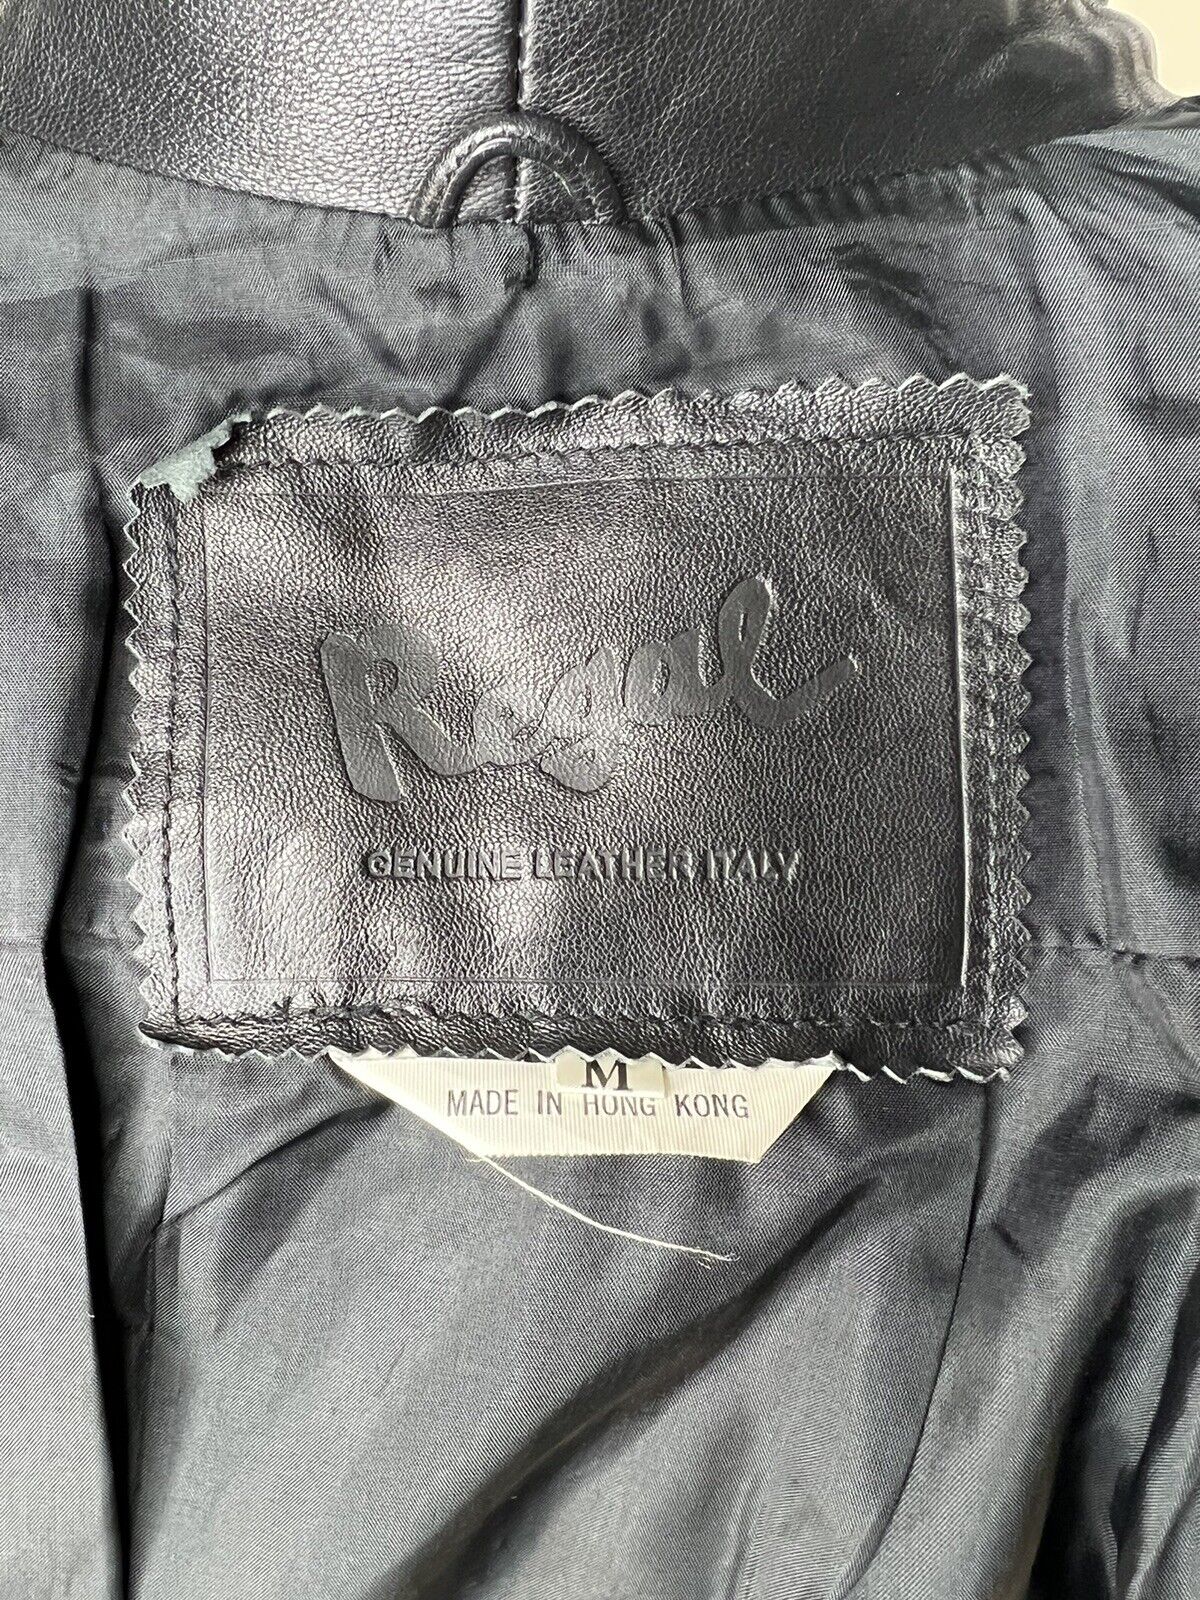 Regal
GENUINE LEATHER ITALY
M
MADE IN HONG KONG